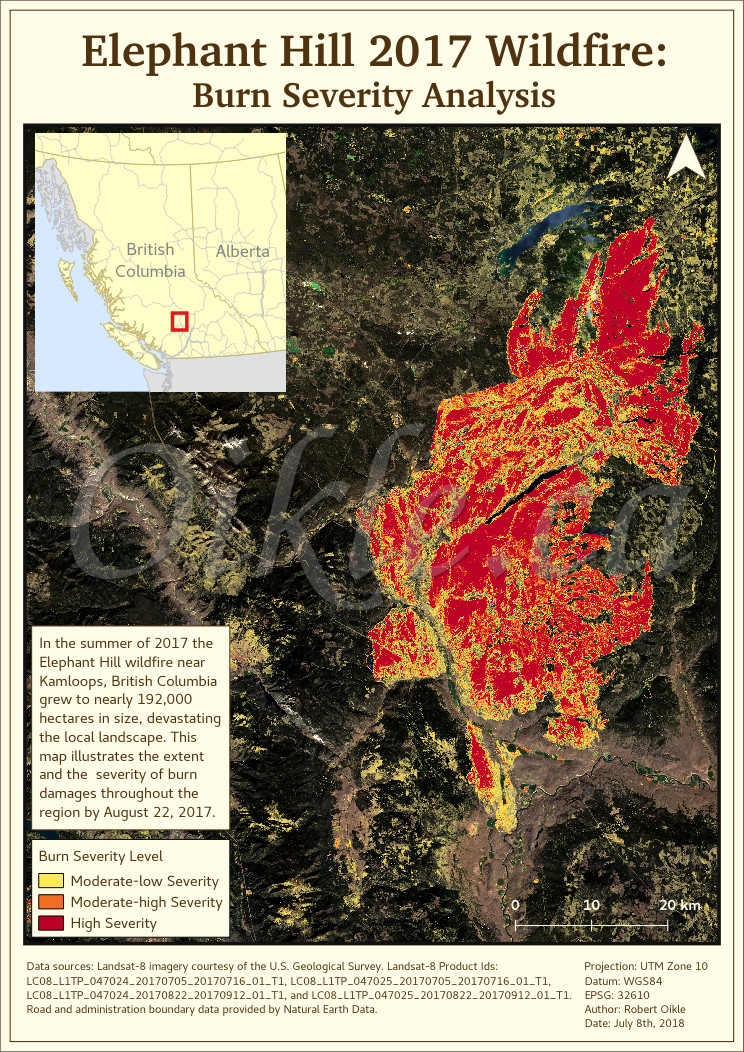 Elephant Hill 2017 Wildfire:
Burn Severity Analysis
British
Columbia
Alberta
Oikle.ca
In the summer of 2017 the
Elephant Hill wildfire near
Kamloops, British Columbia
grew to nearly 192,000
hectares in size, devastating
the local landscape. This
map illustrates the extent
and the  severity of burn
damages throughout the
region by August 22, 2017.
Burn Severity Level
Moderate-low Severity
Moderate-high Severity
High Severity
0 10 20 km
Data sources: Landsat-8 imagery courtesy of the U.S. Geological Survey. Landsat-8 Product Ids:
LC08_L1TP_047024_20170705_20170716_01_T1, LC08_L1TP_047025_20170705_20170716_01_T1,
LC08_L1TP_047024_20170822_20170912_01_T1, and LC08_L1TP_047025_20170822_20170912_01_T1.
Road and administration boundary data provided by Natural Earth Data.
Projection: UTM Zone 10
Datum: WGS84
EPSG: 32610
Author: Robert Oikle
Date: July 8th, 2018